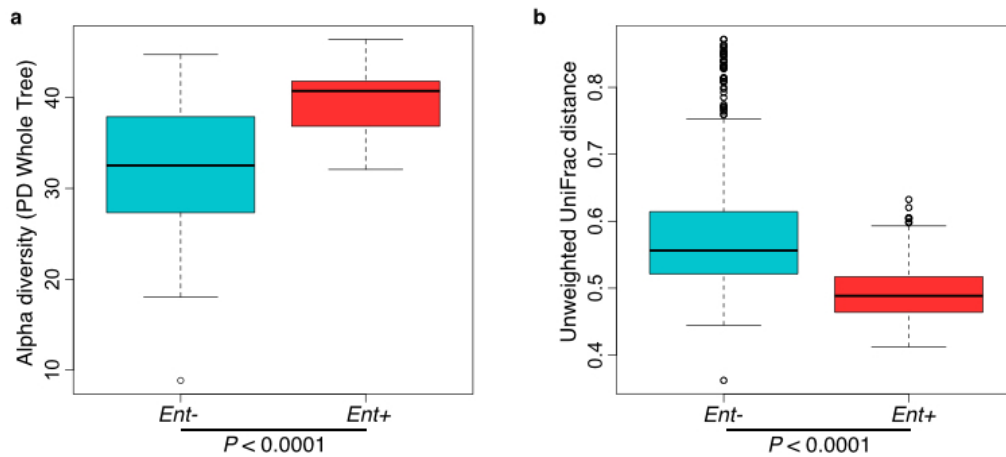 a
Alpha diversity (PD Whole Tree)
40
30
20
10
Ent-
Ent+
P < 0.0001
b
Unweighted UniFrac distance
0.8
0.7
0.6
0.5
0.4
Ent-
Ent+
P < 0.0001